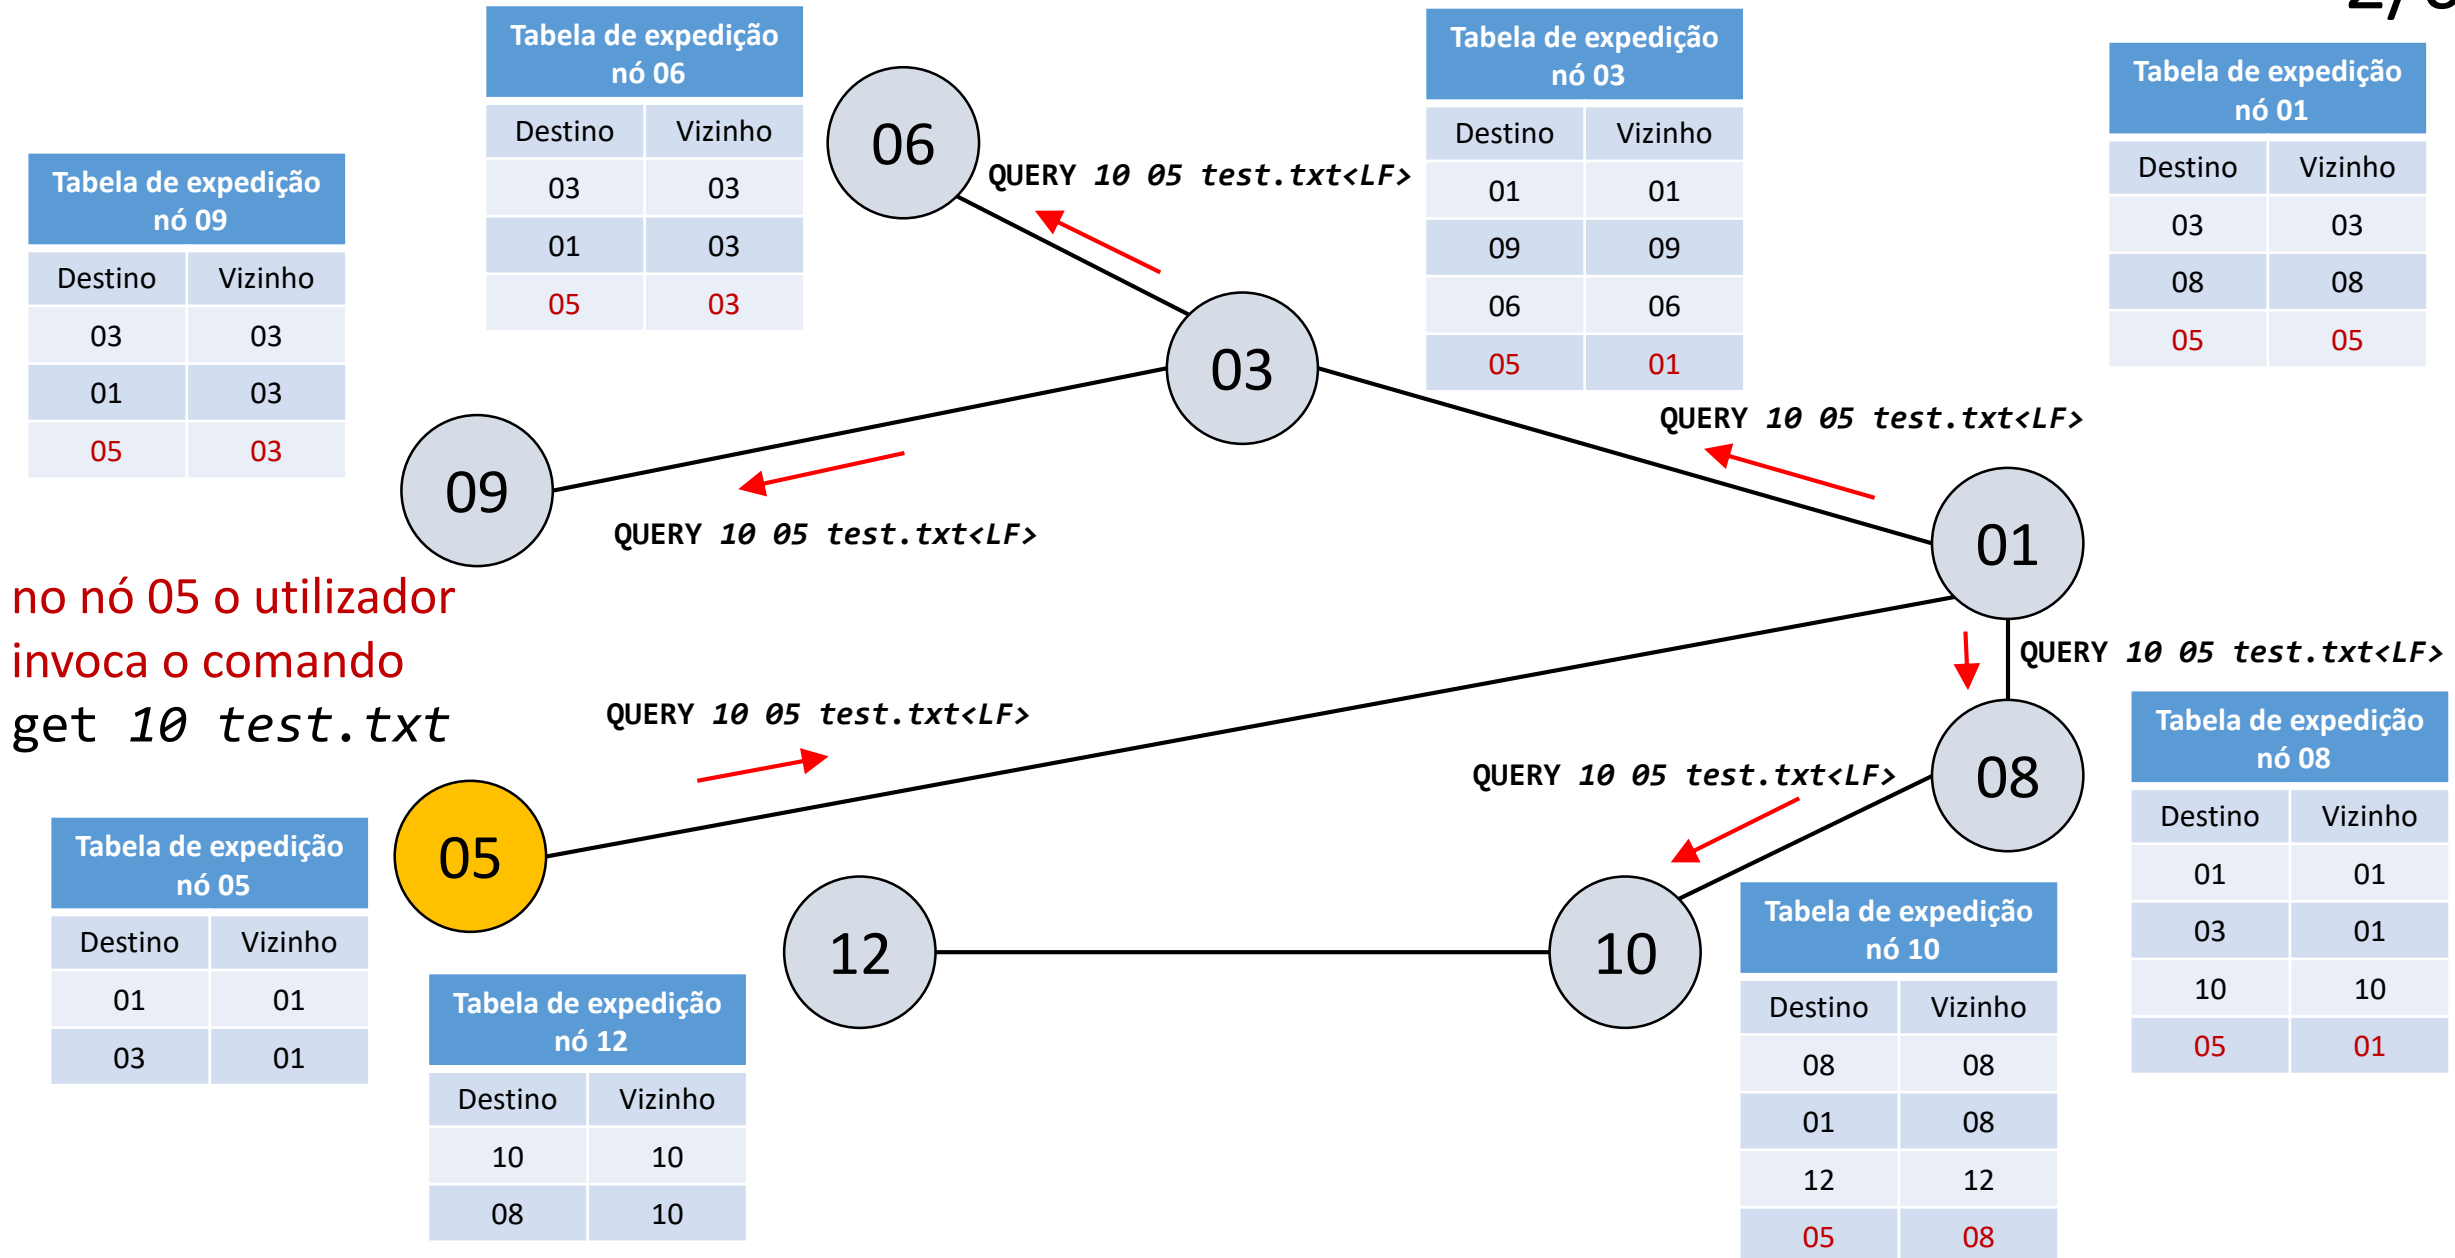 2/
Tabela de expedição
nó 06
Destino Vizinho
03 03
01 03
05 03
Tabela de expedição
nó 03
Destino Vizinho
01 01
09 09
06 06
05 01
Tabela de expedição
nó 01
Destino Vizinho
03 03
08 08
05 05
Tabela de expedição
nó 09
Destino Vizinho
03 03
01 03
05 03
06
QUERY 10 05 test.txt<LF>
03
QUERY 10 05 test.txt<LF>
09
QUERY 10 05 test.txt<LF>
01
no nó 05 o utilizador
invoca o comando
get 10 test.txt
QUERY 10 05 test.txt<LF>
QUERY 10 05 test.txt<LF>
QUERY 10 05 test.txt<LF>
08
05
12
10
Tabela de expedição
nó 08
Destino Vizinho
01 01
03 01
10 10
05 01
Tabela de expedição
nó 05
Destino Vizinho
01 01
03 01
Tabela de expedição
nó 12
Destino Vizinho
10 10
08 10
Tabela de expedição
nó 10
Destino Vizinho
08 08
01 08
12 12
05 08